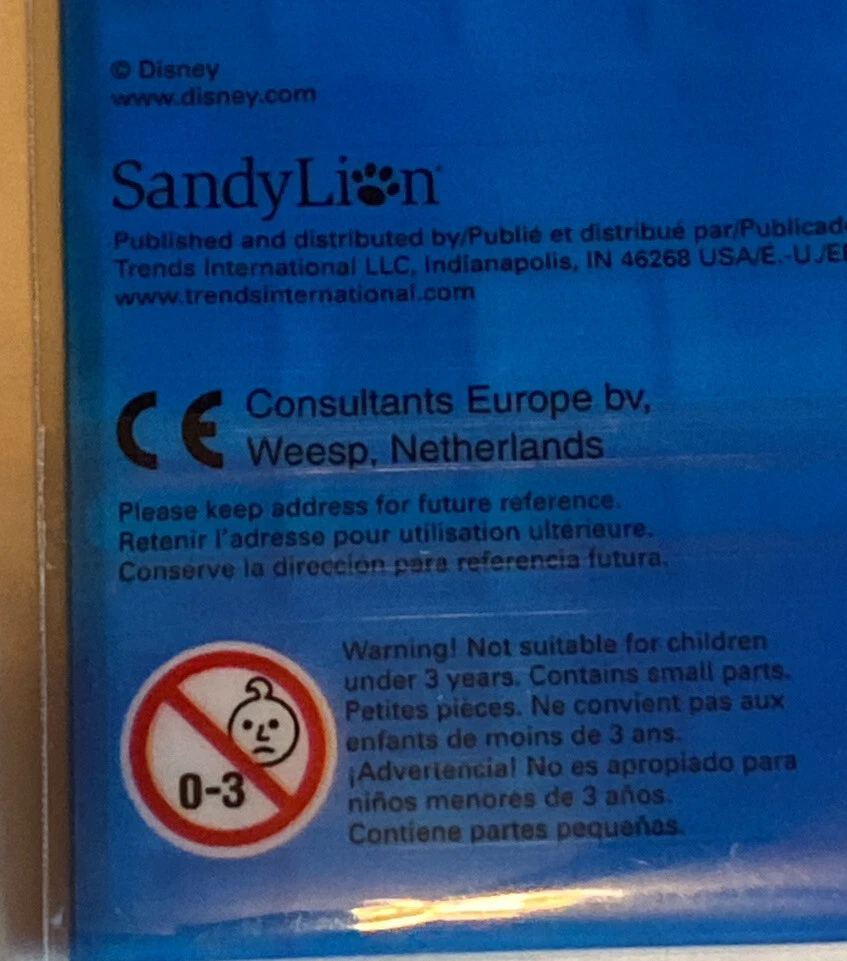 © Disney
www.disney.com
SandyLion
Published and distributed by/Publié et distribué par/Publicad
Trends International LLC, Indianapolis, IN 46268 USA/É.-U./E
www.trendsinternational.com
CE Consultants Europe bv,
Weesp, Netherlands
Please keep address for future reference.
Retenir l'adresse pour utilisation ultérieure.
Conserve la dirección para referencia futura.
Warning! Not suitable for children
under 3 years. Contains small parts.
Petites pièces. Ne convient pas aux
enfants de moins de 3 ans.
¡Advertencia! No es apropiado para
niños menores de 3 años.
Contiene partes pequeñas.
0-3